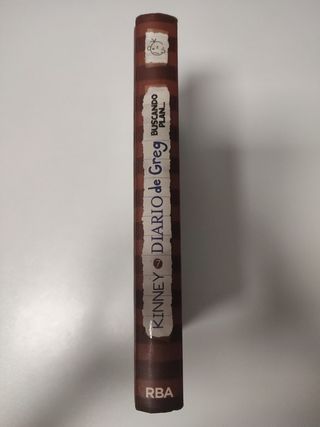 KINNEY 7 DIARIO de Greg
BUSCANDO
PLAN...
RBA